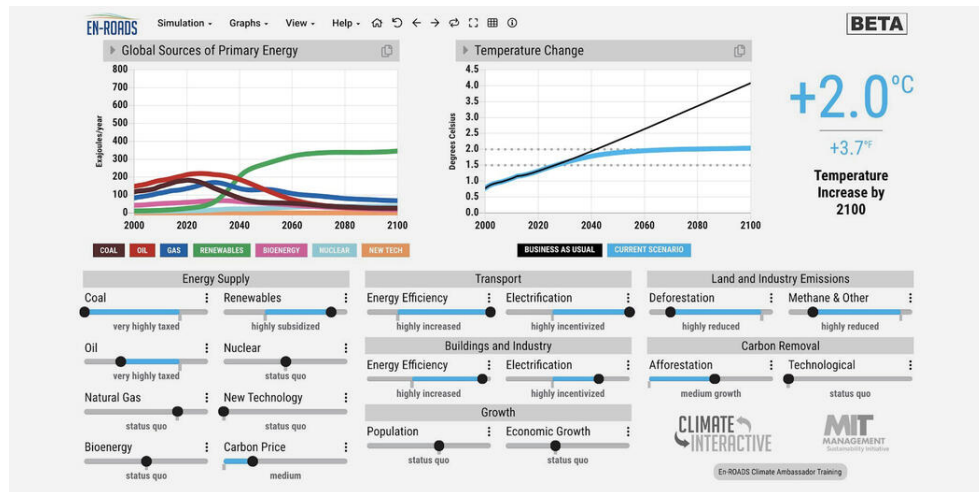 EN-ROADS
Simulation
Graphs
View
Help
BETA
Global Sources of Primary Energy
800
700
600
500
400
300
200
100
0
Exajoules/year
2000 2020 2040 2060 2080 2100
COAL OIL GAS RENEWABLES BIOENERGY NUCLEAR NEW TECH
Temperature Change
4.5
4.0
3.5
3.0
2.5
2.0
1.5
1.0
0.5
0.0
Degrees Celsius
2000 2020 2040 2060 2080 2100
BUSINESS AS USUAL CURRENT SCENARIO
+2.0°C
+3.7°F
Temperature
Increase by
2100
Energy Supply
Coal
very highly taxed
Renewables
highly subsidized
Oil
very highly taxed
Nuclear
status quo
Natural Gas
status quo
New Technology
status quo
Bioenergy
status quo
Carbon Price
medium
Transport
Energy Efficiency
highly increased
Electrification
highly incentivized
Buildings and Industry
Energy Efficiency
highly increased
Electrification
highly incentivized
Growth
Population
status quo
Economic Growth
status quo
Land and Industry Emissions
Deforestation
highly reduced
Methane & Other
highly reduced
Carbon Removal
Afforestation
medium growth
Technological
status quo
CLIMATE
INTERACTIVE
MIT
MANAGEMENT
Sustainability Initiative
En-ROADS Climate Ambassador Training